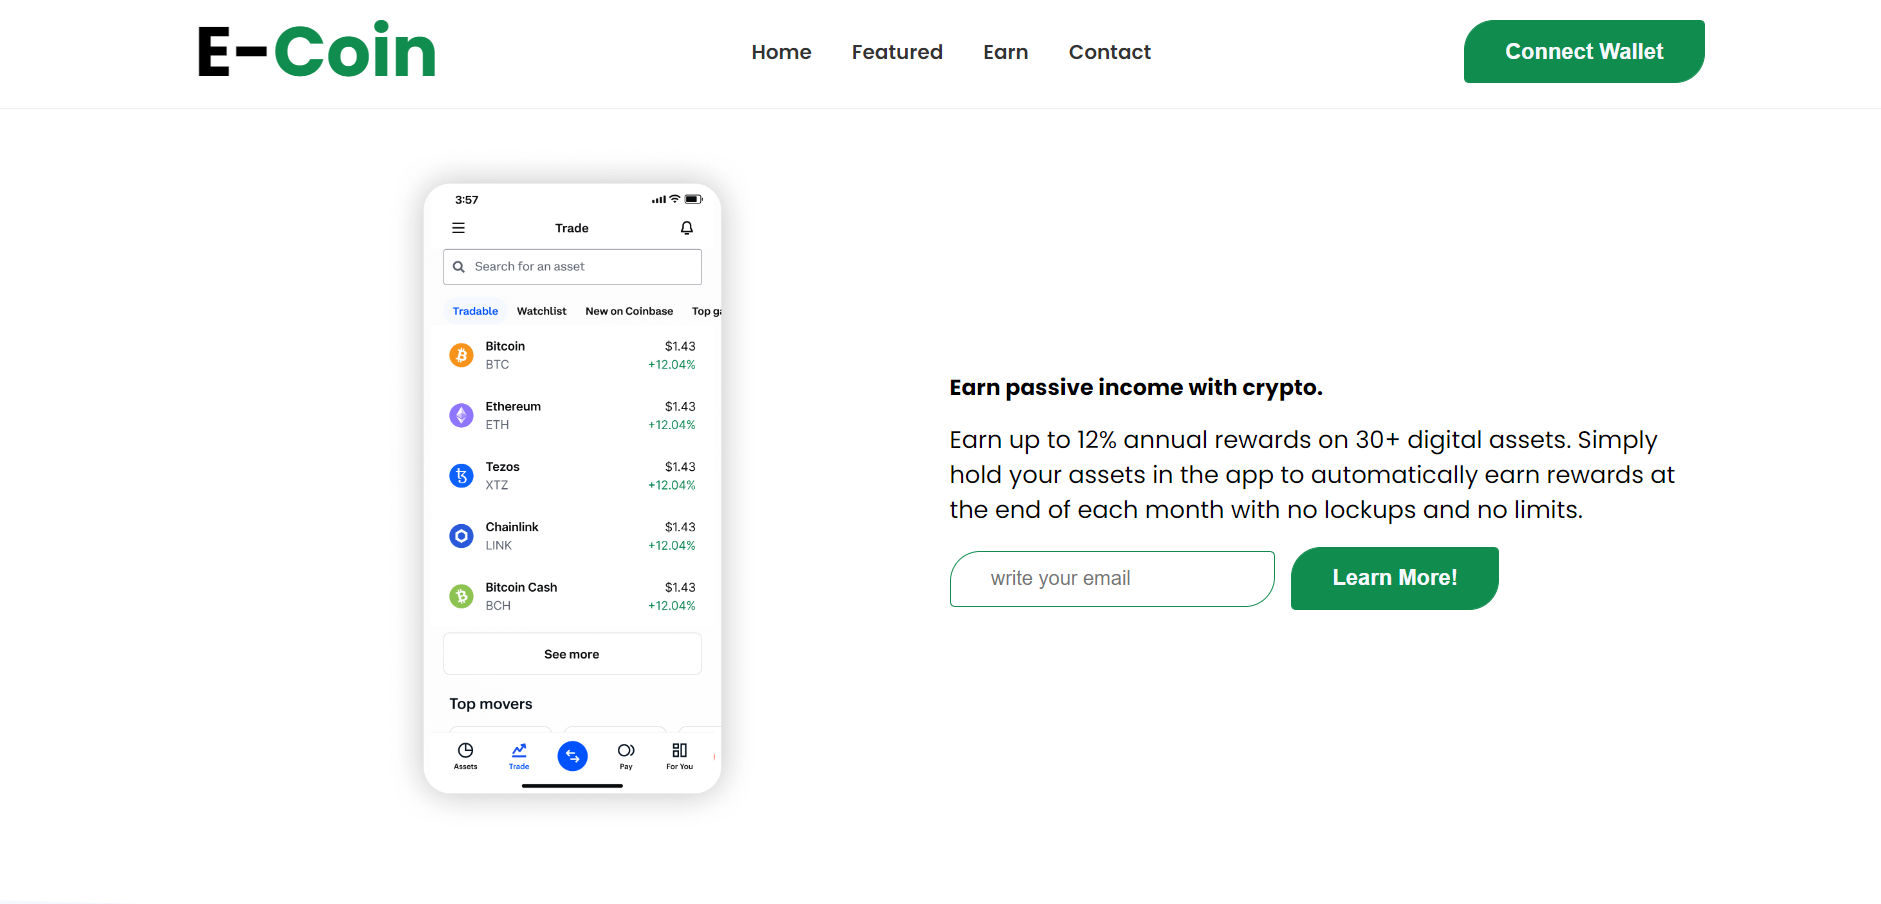 E-Coin
Home Featured Earn Contact
Connect Wallet
3:57
Trade
Search for an asset
Tradable Watchlist New on Coinbase Top ga
Bitcoin $1.43
BTC +12.04%
Ethereum $1.43
ETH +12.04%
Tezos $1.43
XTZ +12.04%
Chainlink $1.43
LINK +12.04%
Bitcoin Cash $1.43
BCH +12.04%
See more
Top movers
Assets Trade Pay For You
Earn passive income with crypto.
Earn up to 12% annual rewards on 30+ digital assets. Simply
hold your assets in the app to automatically earn rewards at
the end of each month with no lockups and no limits.
write your email
Learn More!